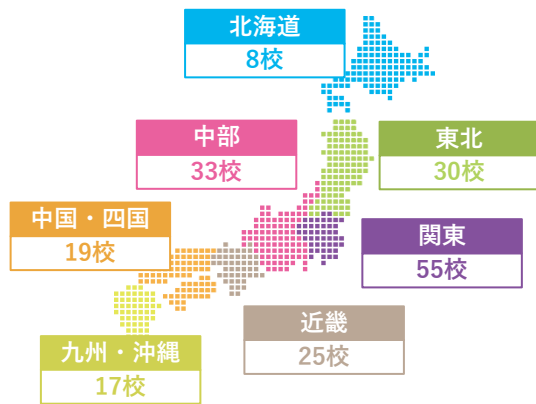 北海道
8校
中部
33校
東北
30校
中国・四国
19校
関東
55校
近畿
25校
九州・沖縄
17校